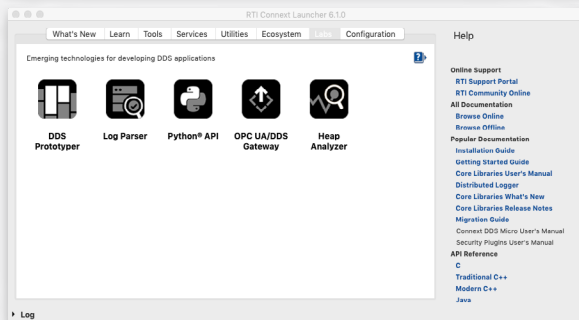 RTI Connext Launcher 6.1.0
What's New Learn Tools Services Utilities Ecosystem Labs Configuration
Help
Emerging technologies for developing DDS applications
?
DDS Prototyper
Log Parser
Python® API
OPC UA/DDS Gateway
Heap Analyzer
Online Support
RTI Support Portal
RTI Community Online
All Documentation
Browse Online
Browse Offline
Popular Documentation
Installation Guide
Getting Started Guide
Core Libraries User's Manual
Distributed Logger
Core Libraries What's New
Core Libraries Release Notes
Migration Guide
Connext DDS Micro User's Manual
Security Plugins User's Manual
API Reference
C
Traditional C++
Modern C++
Java
Log